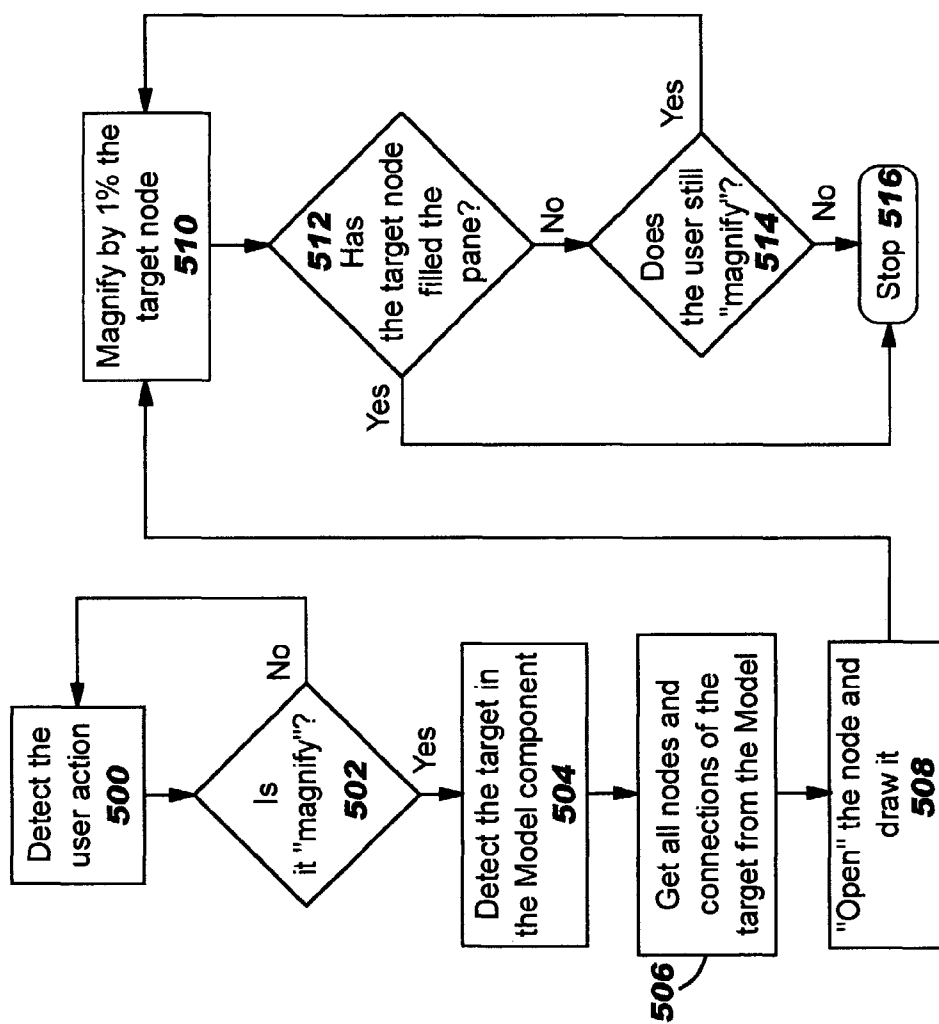 Detect the
user action
500
Is
it "magnify"?
502
No
Yes
Detect the target in
the Model component
504
Get all nodes and
connections of the
target from the Model
506
"Open" the node and
draw it
508
Magnify by 1% the
target node
510
512
Has
the target node
filled the
pane?
Yes
No
Does
the user still
"magnify"?
514
Yes
No
Stop 516